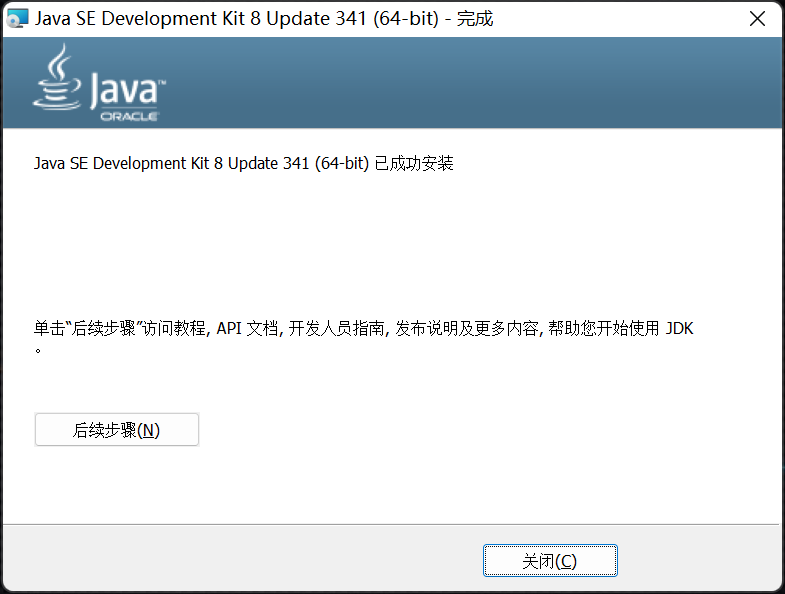 Java SE Development Kit 8 Update 341 (64-bit) - 完成
Java™
ORACLE
Java SE Development Kit 8 Update 341 (64-bit) 已成功安装
单击“后续步骤”访问教程, API 文档, 开发人员指南, 发布说明及更多内容, 帮助您开始使用 JDK
。
后续步骤(N)
关闭(C)